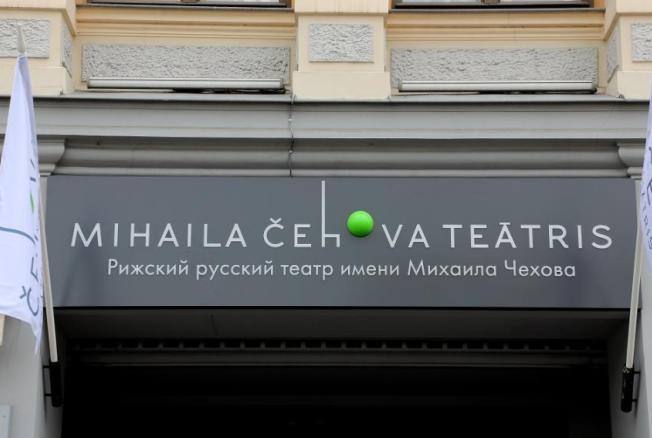 MIHAILA ČEhOVA TEĀTRIS
Рижский русский театр имени Михаила Чехова